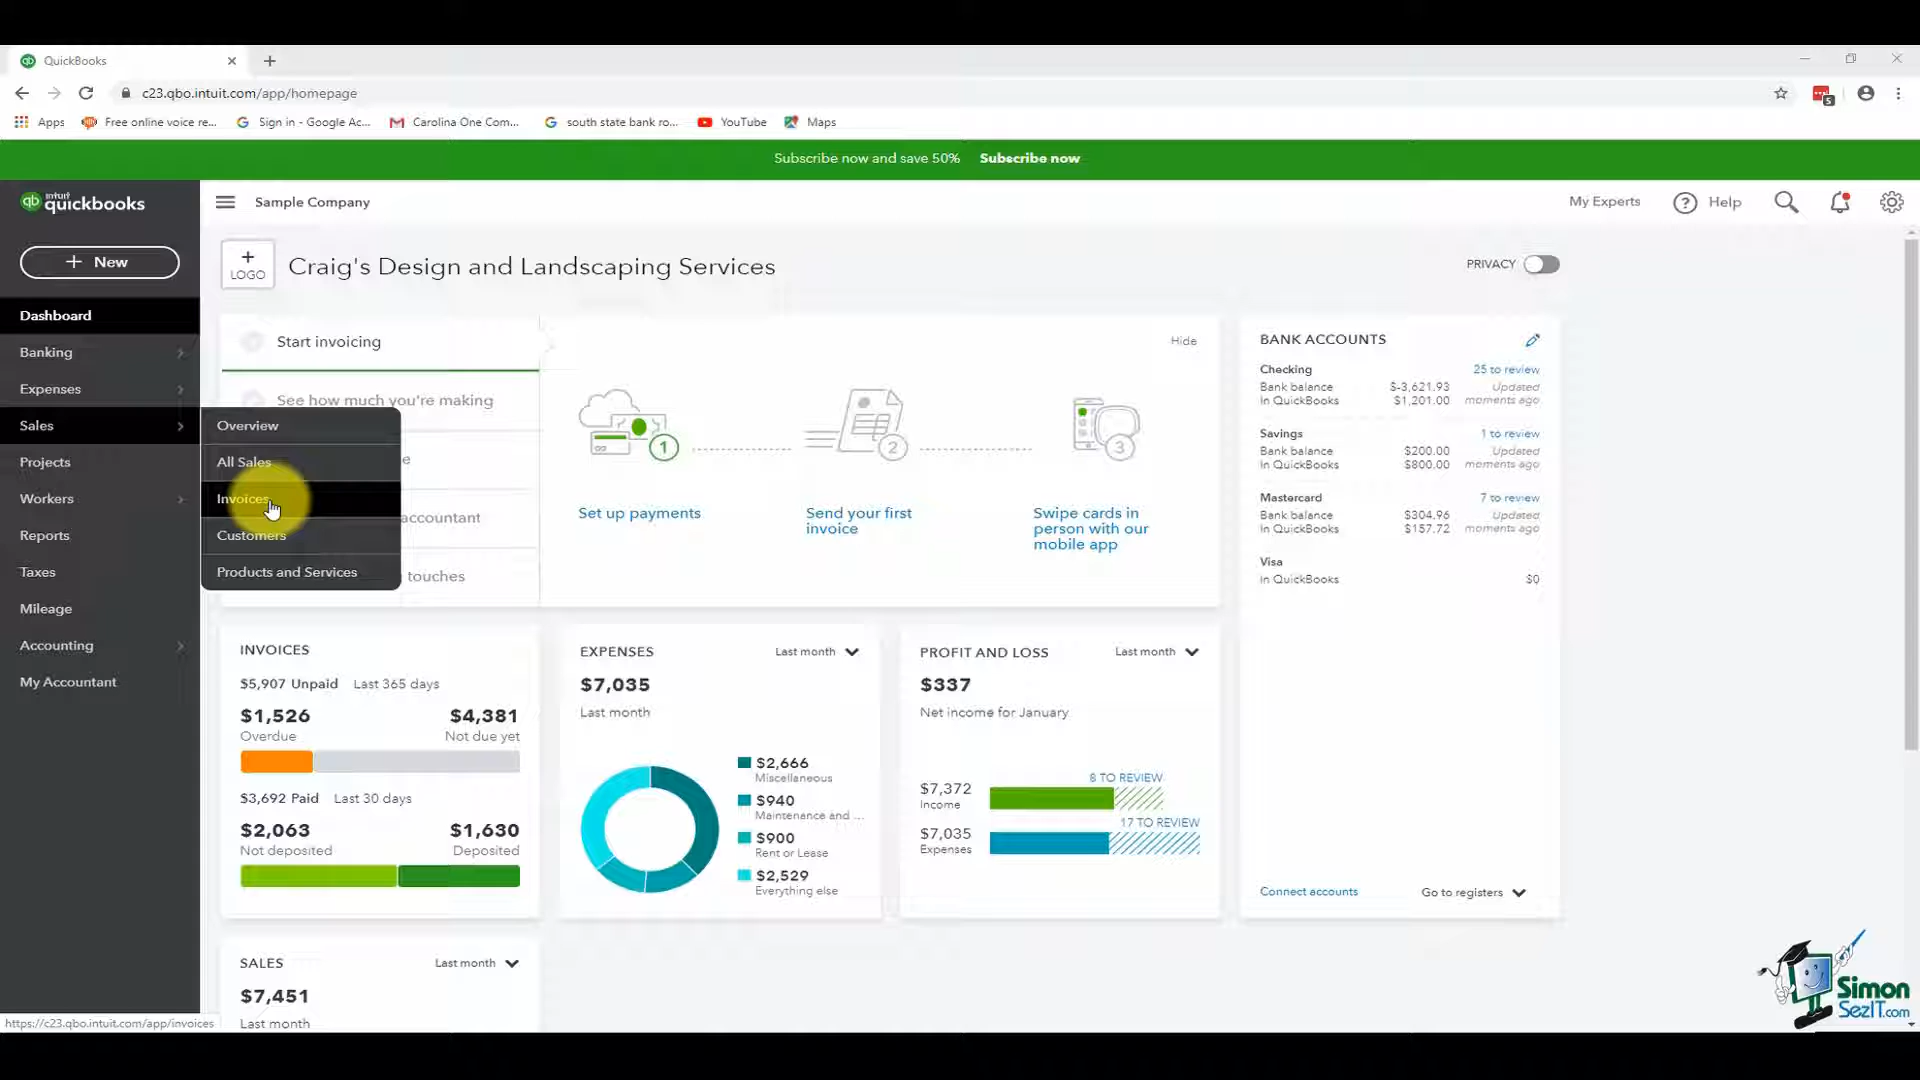 QuickBooks
c23.qbo.intuit.com/app/homepage
5
Apps
Free online voice re...
Sign in - Google Ac...
Carolina One Com...
south state bank ro...
YouTube
Maps
Subscribe now and save 50% Subscribe now
qb intuit quickbooks
Sample Company
My Experts
? Help
+ New
+ LOGO
Craig's Design and Landscaping Services
PRIVACY
Dashboard
Banking
Expenses
Sales
Projects
Workers
Reports
Taxes
Mileage
Accounting
My Accountant
Overview
All Sales
Invoices
Customers
Products and Services
Start invoicing
See how much you're making
e
accountant
touches
Hide
1
2
3
Set up payments
Send your first
invoice
Swipe cards in
person with our
mobile app
BANK ACCOUNTS
Checking 25 to review
Bank balance $-3,621.93 Updated
In QuickBooks $1,201.00 moments ago
Savings 1 to review
Bank balance $200.00 Updated
In QuickBooks $800.00 moments ago
Mastercard 7 to review
Bank balance $304.96 Updated
In QuickBooks $157.72 moments ago
Visa
In QuickBooks $0
Connect accounts
Go to registers
INVOICES
$5,907 Unpaid Last 365 days
$1,526 $4,381
Overdue Not due yet
$3,692 Paid Last 30 days
$2,063 $1,630
Not deposited Deposited
EXPENSES Last month
$7,035
Last month
$2,666
Miscellaneous
$940
Maintenance and ...
$900
Rent or Lease
$2,529
Everything else
PROFIT AND LOSS Last month
$337
Net income for January
8 TO REVIEW
$7,372
Income
17 TO REVIEW
$7,035
Expenses
SALES Last month
$7,451
Last month
https://c23.qbo.intuit.com/app/invoices
Simon
SezIT.com